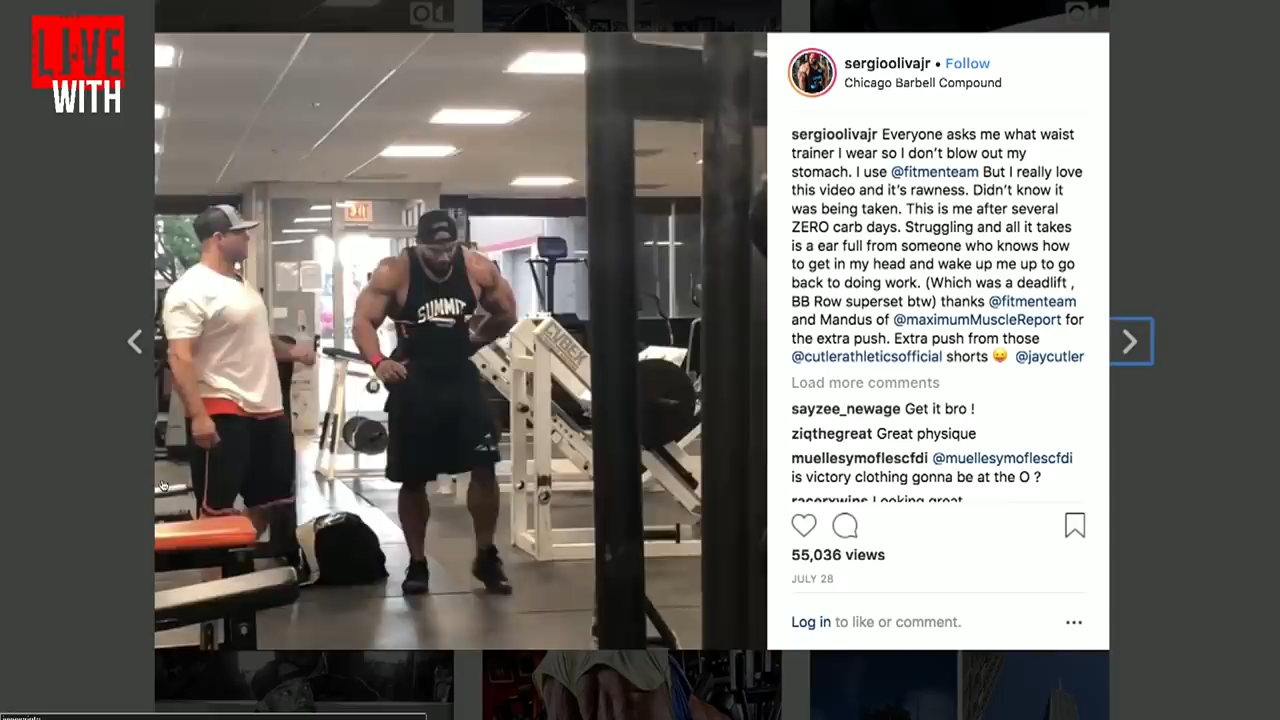 LIVE
WITH
sergioolivajr • Follow
Chicago Barbell Compound
sergioolivajr Everyone asks me what waist
trainer I wear so I don't blow out my
stomach. I use @fitmenteam But I really love
this video and it's rawness. Didn't know it
was being taken. This is me after several
ZERO carb days. Struggling and all it takes
is a ear full from someone who knows how
to get in my head and wake up me up to go
back to doing work. (Which was a deadlift ,
BB Row superset btw) thanks @fitmenteam
and Mandus of @maximumMuscleReport for
the extra push. Extra push from those
@cutlerathleticsofficial shorts 😛 @jaycutler
Load more comments
sayzee_newage Get it bro !
ziqthegreat Great physique
muellesymoflescfdi @muellesymoflescfdi
is victory clothing gonna be at the O ?
racerxwins Looking great
55,036 views
JULY 28
Log in to like or comment.
EXIT
SUMMIT
CYBEX